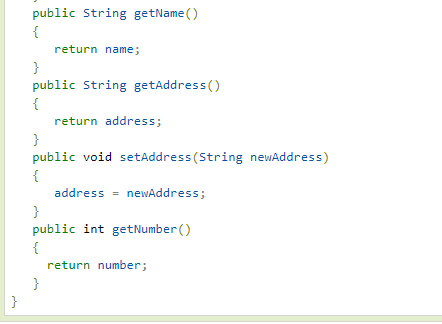 public String getName()
{
return name;
}
public String getAddress()
{
return address;
}
public void setAddress(String newAddress)
{
address = newAddress;
}
public int getNumber()
{
return number;
}
}